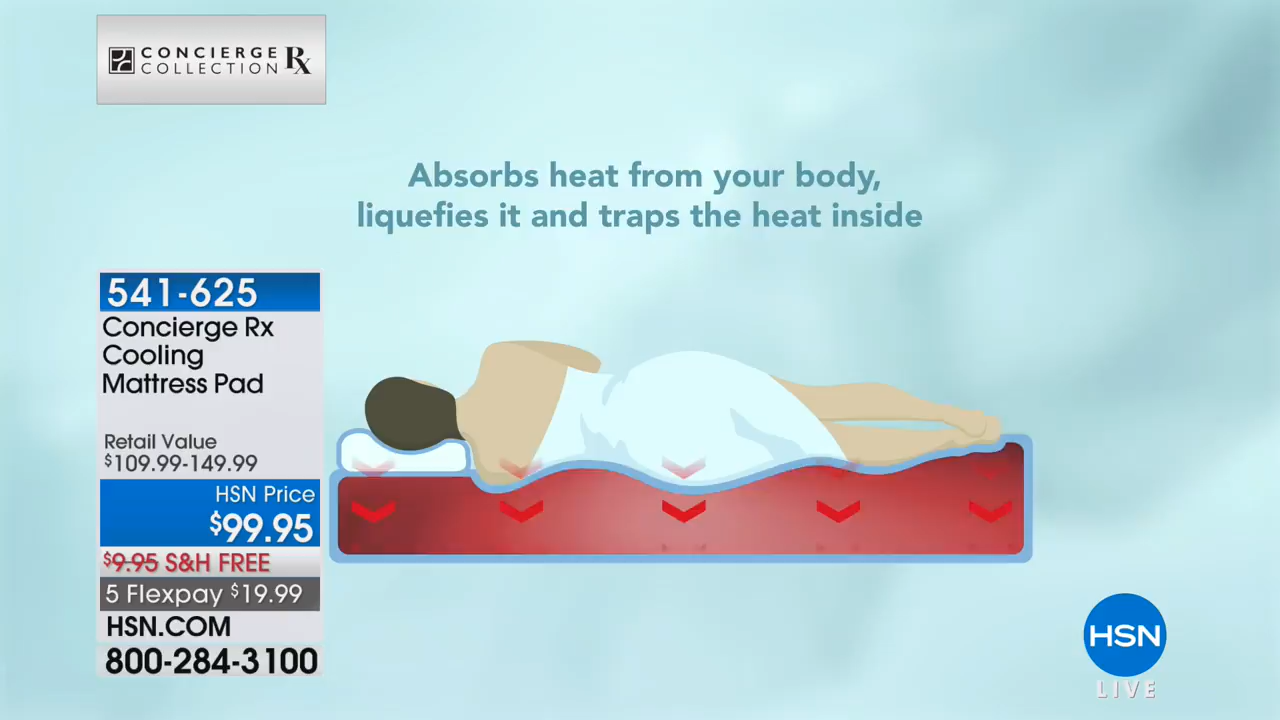 CONCIERGE
COLLECTION Rx
Absorbs heat from your body,
liquefies it and traps the heat inside
541-625
Concierge Rx
Cooling
Mattress Pad
Retail Value
$109.99-149.99
HSN Price
$99.95
$9.95 S&H FREE
5 Flexpay $19.99
HSN.COM
800-284-3100
HSN
LIVE